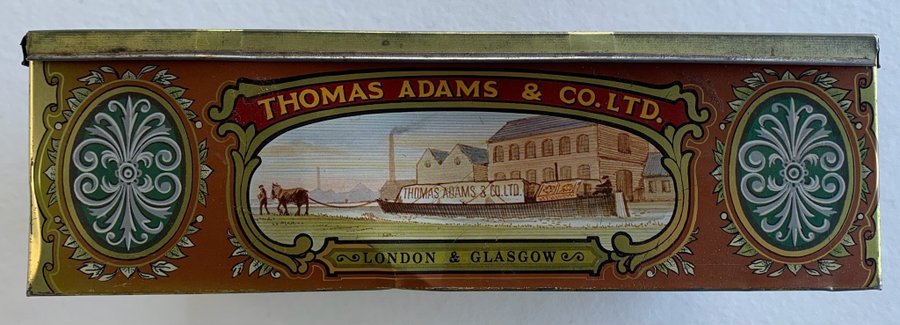 THOMAS ADAMS & CO. LTD.
THOMAS ADAMS & CO. LTD.
LONDON & GLASGOW